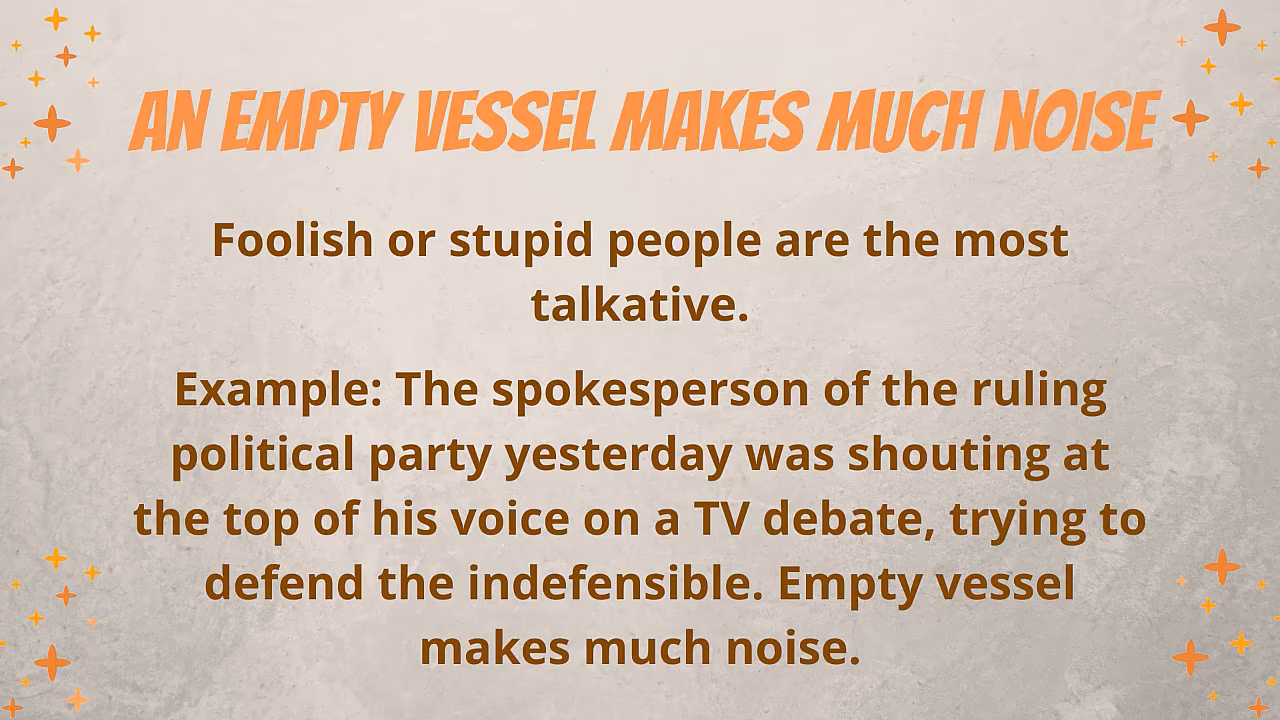 AN EMPTY VESSEL MAKES MUCH NOISE
Foolish or stupid people are the most
talkative.
Example: The spokesperson of the ruling
political party yesterday was shouting at
the top of his voice on a TV debate, trying to
defend the indefensible. Empty vessel
makes much noise.